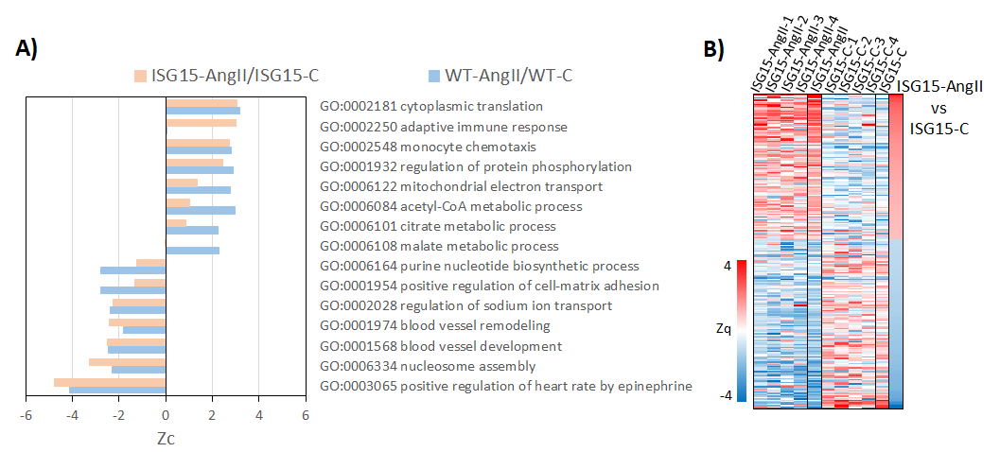 A)
ISG15-AngII/ISG15-C
WT-AngII/WT-C
GO:0002181 cytoplasmic translation
GO:0002250 adaptive immune response
GO:0002548 monocyte chemotaxis
GO:0001932 regulation of protein phosphorylation
GO:0006122 mitochondrial electron transport
GO:0006084 acetyl-CoA metabolic process
GO:0006101 citrate metabolic process
GO:0006108 malate metabolic process
GO:0006164 purine nucleotide biosynthetic process
GO:0001954 positive regulation of cell-matrix adhesion
GO:0002028 regulation of sodium ion transport
GO:0001974 blood vessel remodeling
GO:0001568 blood vessel development
GO:0006334 nucleosome assembly
GO:0003065 positive regulation of heart rate by epinephrine
-6 -4 -2 0 2 4 6
Zc
B)
ISG15-AngII-1
ISG15-AngII-2
ISG15-AngII-3
ISG15-AngII-4
ISG15-AngII
ISG15-C-1
ISG15-C-2
ISG15-C-3
ISG15-C-4
ISG15-C
ISG15-AngII
vs
ISG15-C
4
Zq
-4